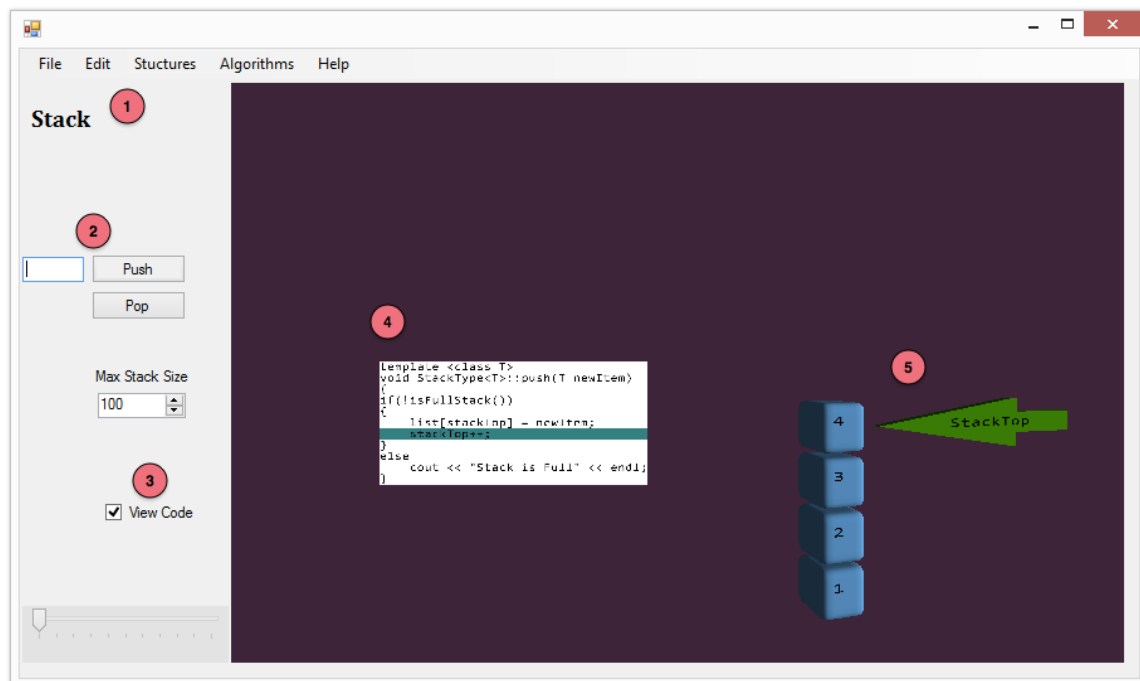 File Edit Stuctures Algorithms Help
1
Stack
2
Push
Pop
Max Stack Size
100
3
View Code
4
template <class T>
void StackType<T>::push(T newItem)
{
if(!isFullStack())
{
list[stackTop] = newItem;
stackTop++;
}
else
cout << "Stack is Full" << endl;
}
5
4
StackTop
3
2
1